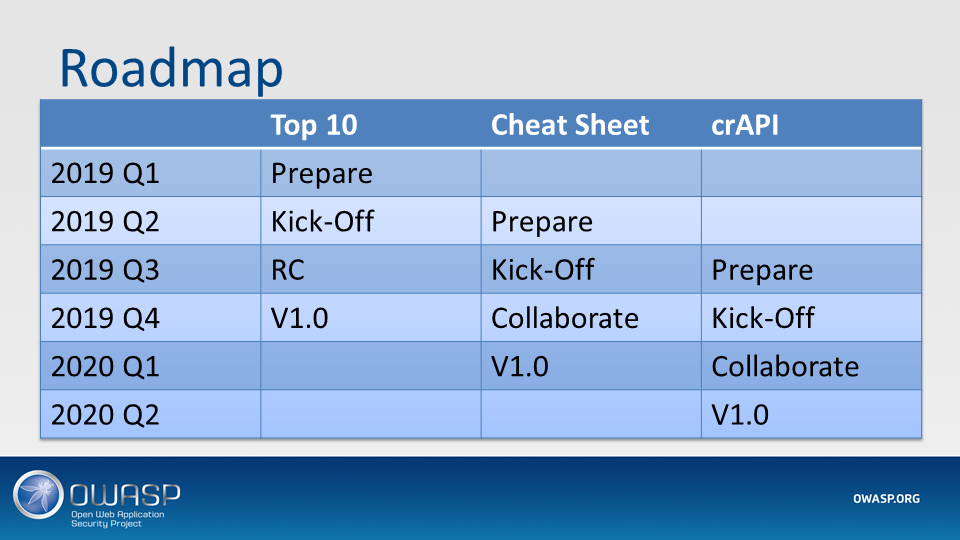 Roadmap
Top 10 Cheat Sheet crAPI
2019 Q1 Prepare
2019 Q2 Kick-Off Prepare
2019 Q3 RC Kick-Off Prepare
2019 Q4 V1.0 Collaborate Kick-Off
2020 Q1 V1.0 Collaborate
2020 Q2 V1.0
OWASP
Open Web Application
Security Project
OWASP.ORG